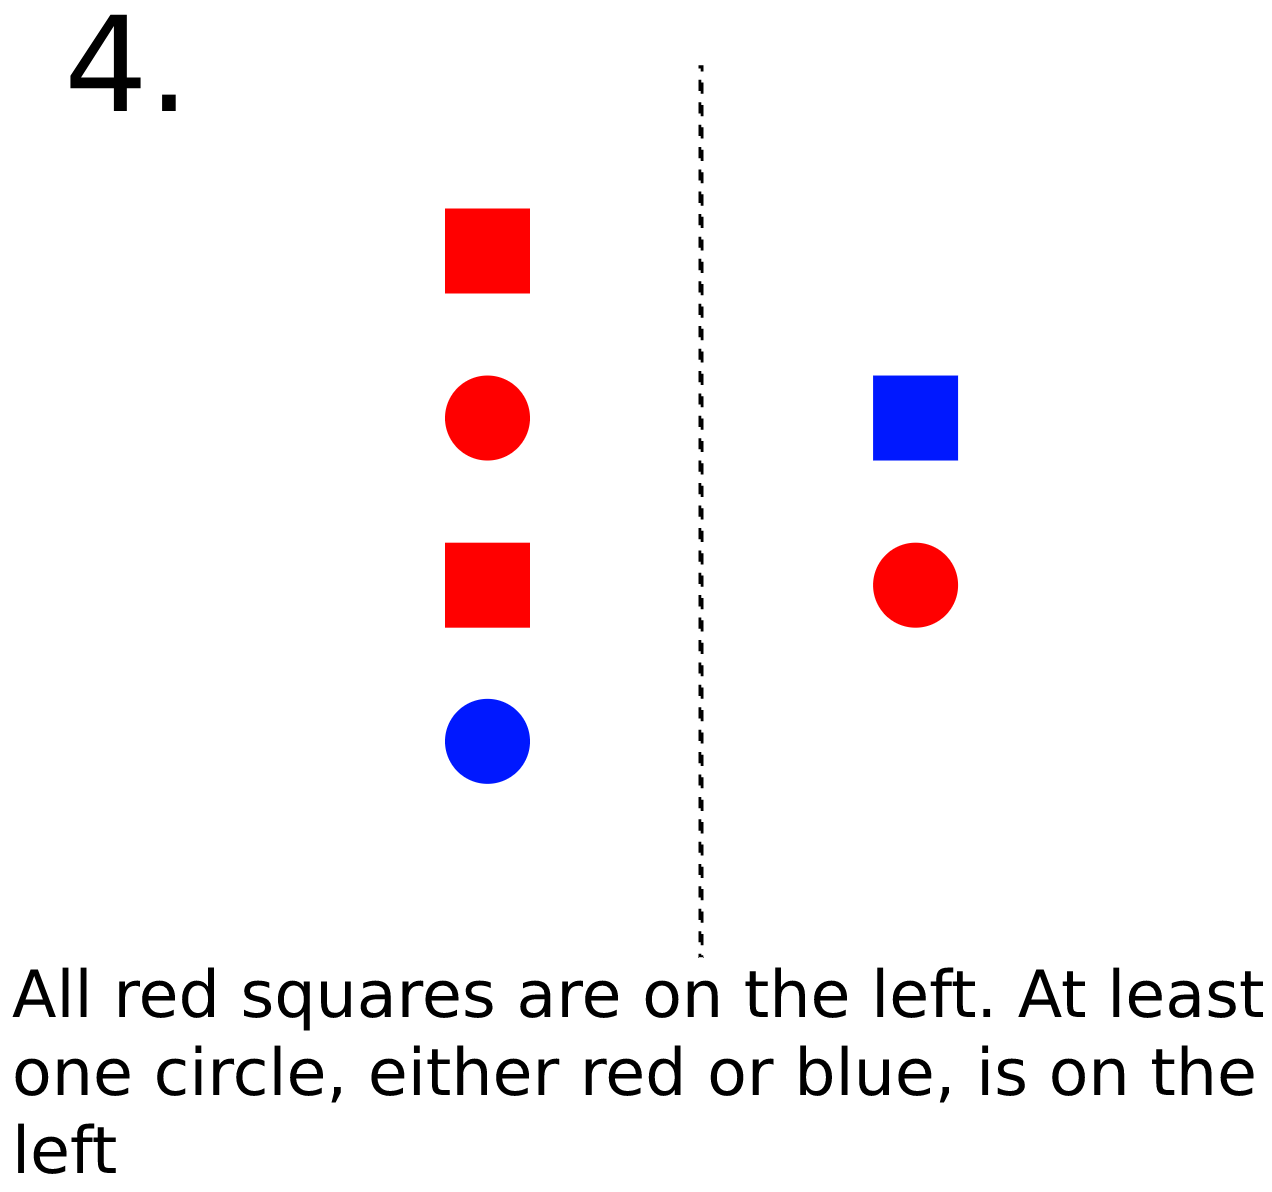 4.
All red squares are on the left. At least
one circle, either red or blue, is on the
left